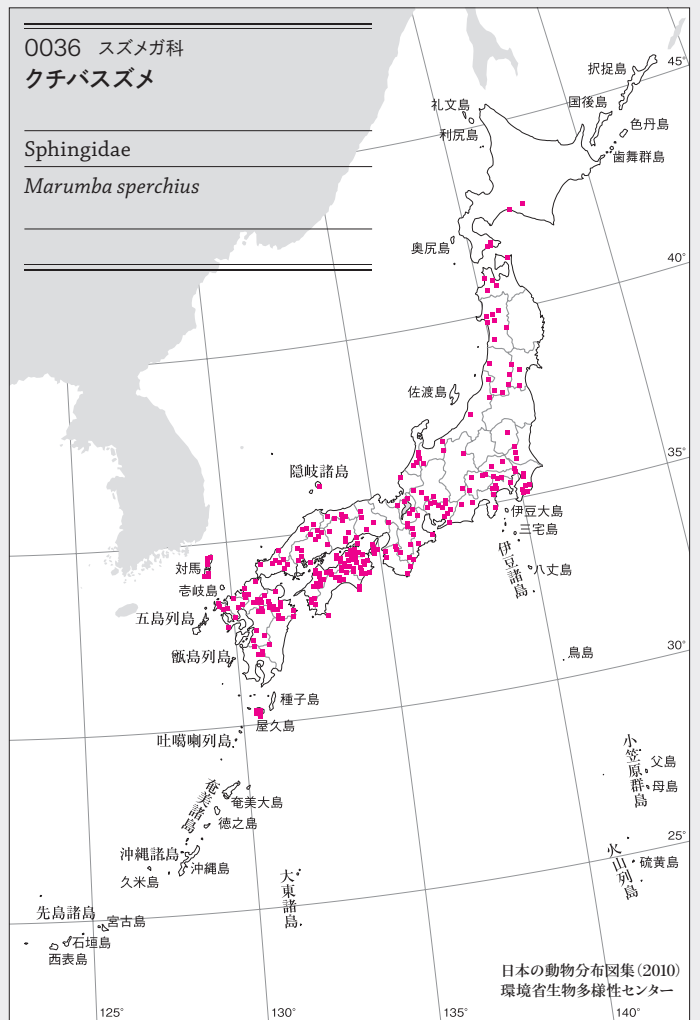 0036 スズメガ科
クチバスズメ
Sphingidae
Marumba sperchius
45°
択捉島
国後島
礼文島
色丹島
利尻島
歯舞群島
奥尻島
40°
佐渡島
35°
隠岐諸島
伊豆大島
三宅島
伊豆諸島
八丈島
対馬
壱岐島
五島列島
甑島列島
鳥島
30°
種子島
屋久島
吐噶喇列島
小笠原群島
父島
母島
奄美諸島
奄美大島
徳之島
25°
火山列島
硫黄島
沖縄諸島
沖縄島
久米島
大東諸島
先島諸島
宮古島
石垣島
西表島
日本の動物分布図集(2010)
環境省生物多様性センター
125°
130°
135°
140°